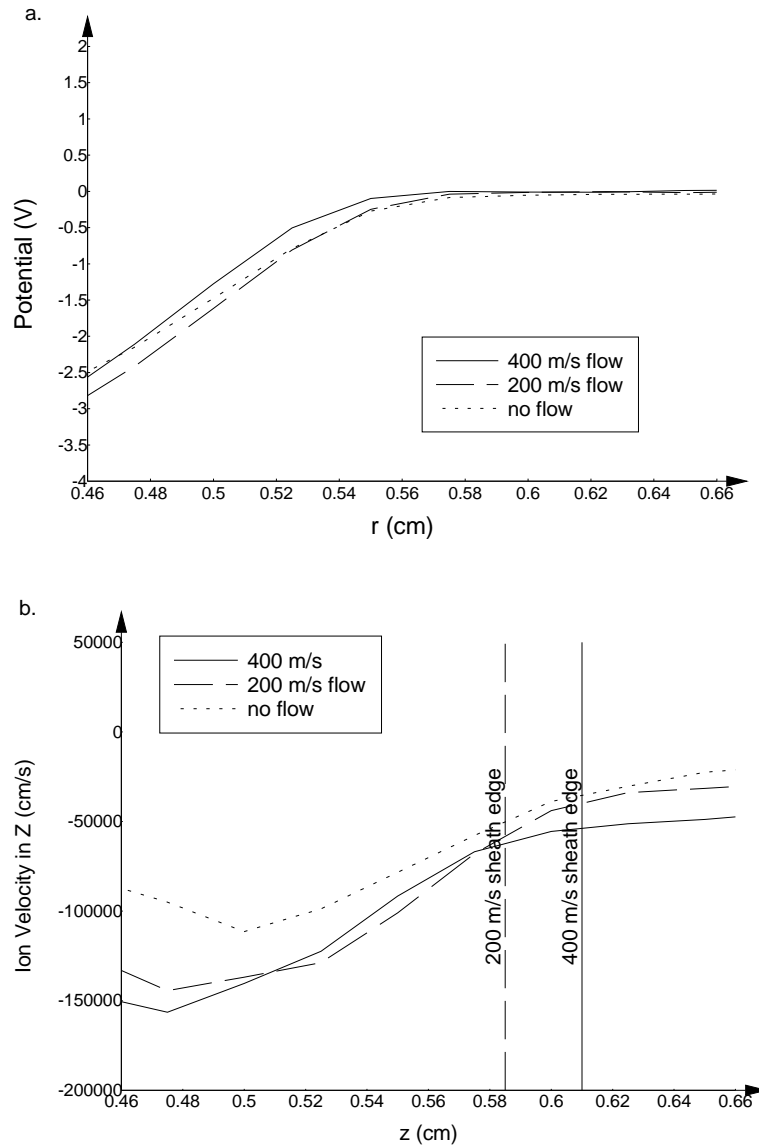 a.
2
1.5
1
0.5
0
-0.5
-1
-1.5
-2
-2.5
-3
-3.5
-4
Potential (V)
400 m/s flow
200 m/s flow
no flow
0.46 0.48 0.5 0.52 0.54 0.56 0.58 0.6 0.62 0.64 0.66
r (cm)
b.
50000
0
-50000
-100000
-150000
-200000
Ion Velocity in Z (cm/s)
400 m/s
200 m/s flow
no flow
200 m/s sheath edge
400 m/s sheath edge
0.46 0.48 0.5 0.52 0.54 0.56 0.58 0.6 0.62 0.64 0.66
z (cm)